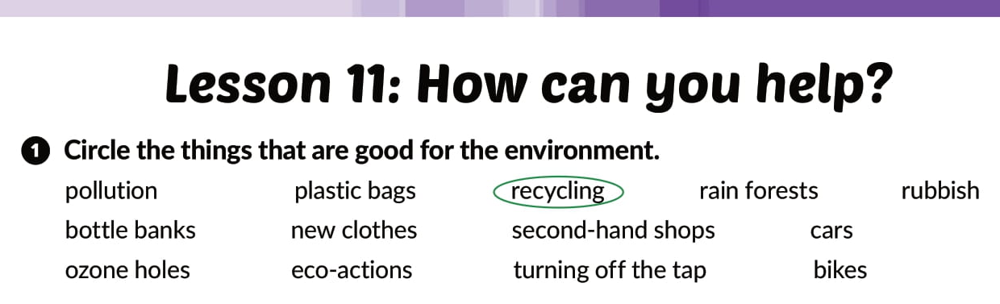 Lesson 11: How can you help?
1 Circle the things that are good for the environment.
pollution plastic bags recycling rain forests rubbish
bottle banks new clothes second-hand shops cars
ozone holes eco-actions turning off the tap bikes